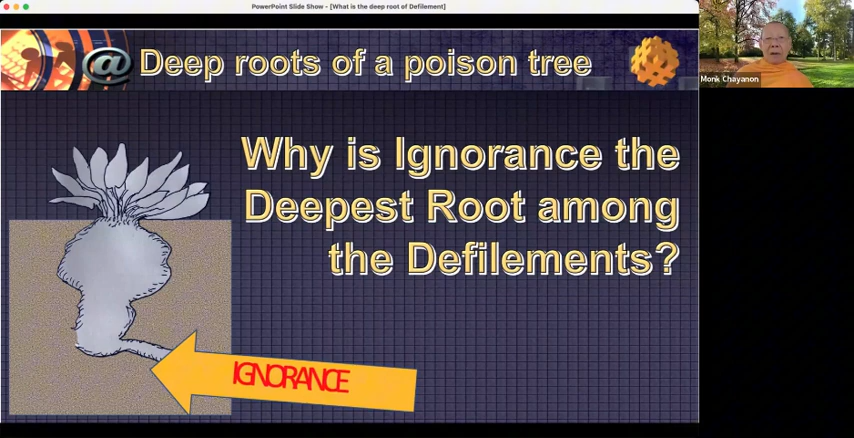 PowerPoint Slide Show - [What is the deep root of Defilement]
@ Deep roots of a poison tree
Monk Chayanon
Why is Ignorance the
Deepest Root among
the Defilements?
IGNORANCE